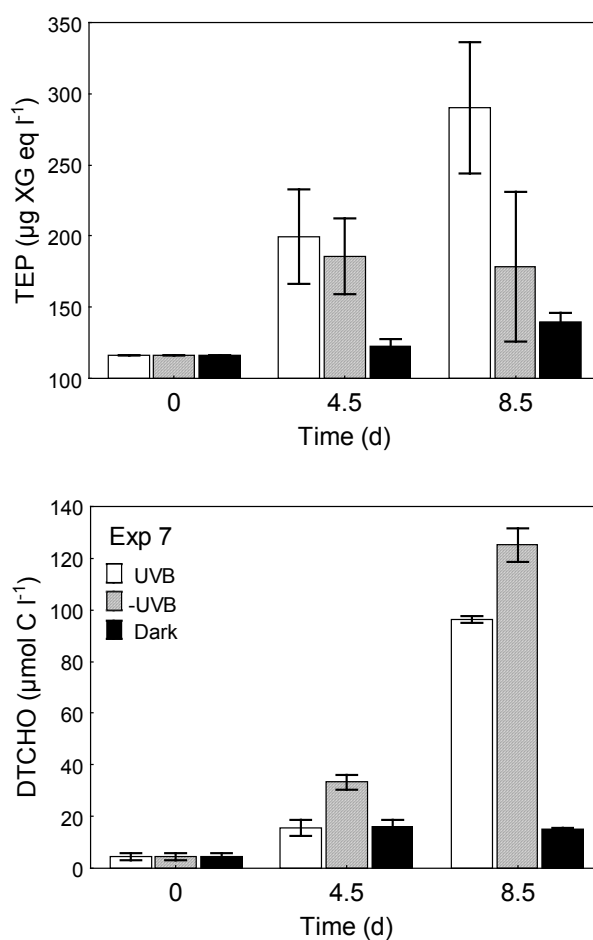 350
300
250
200
150
100
TEP (µg XG eq l⁻¹)
0 4.5 8.5
Time (d)
140
120
100
80
60
40
20
0
DTCHO (µmol C l⁻¹)
Exp 7
UVB
-UVB
Dark
0 4.5 8.5
Time (d)